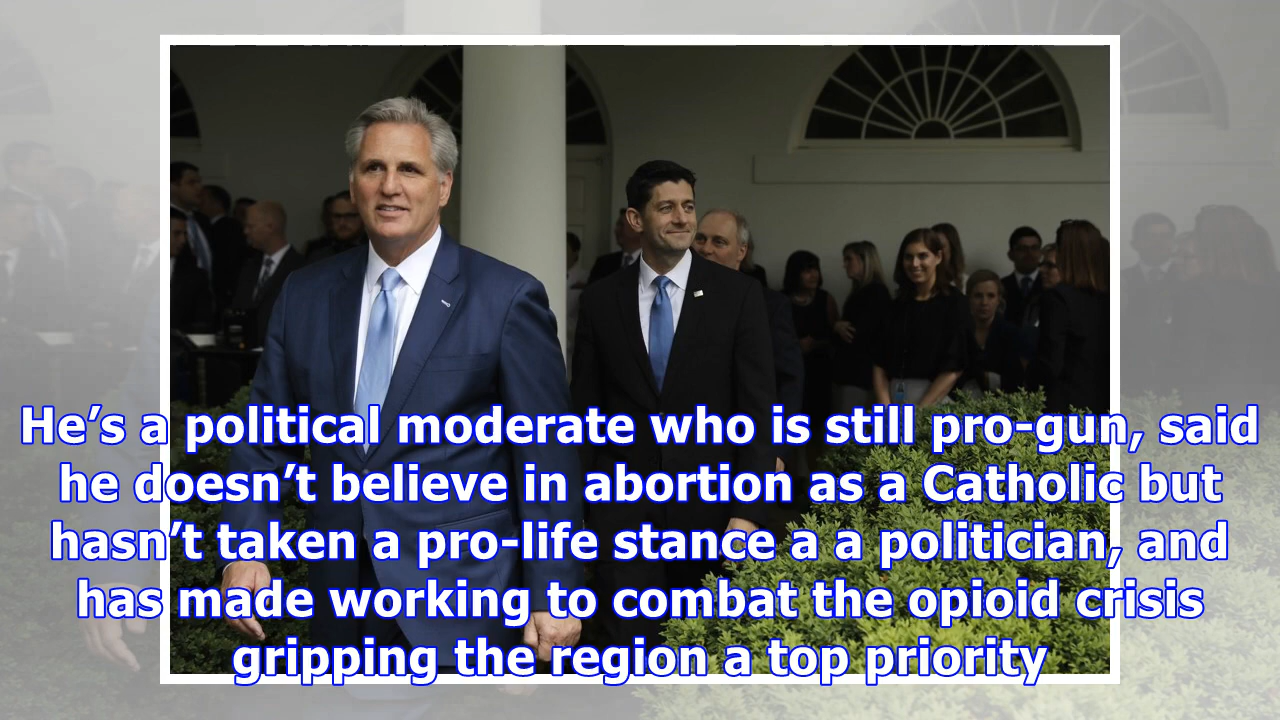 He’s a political moderate who is still pro-gun, said
he doesn’t believe in abortion as a Catholic but
hasn’t taken a pro-life stance a a politician, and
has made working to combat the opioid crisis
gripping the region a top priority